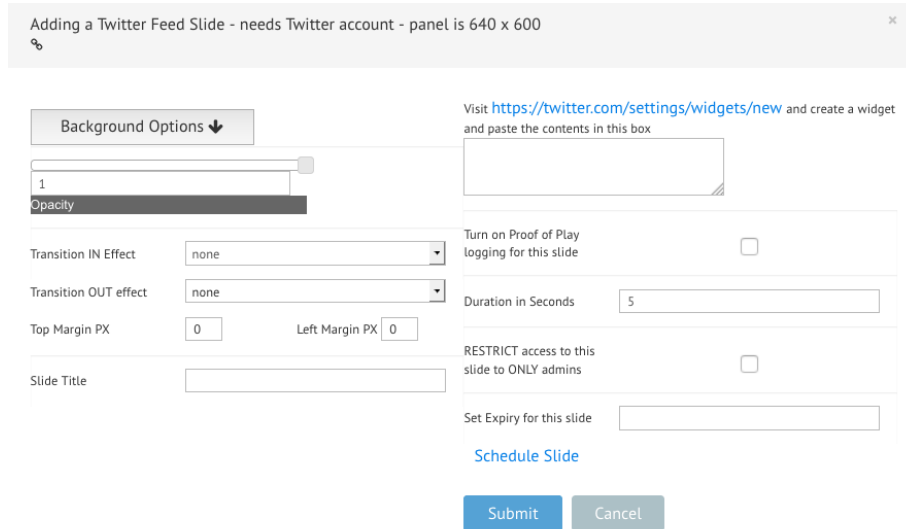 Adding a Twitter Feed Slide - needs Twitter account - panel is 640 x 600
×
Background Options
1
Opacity
Transition IN Effect
none
Transition OUT effect
none
Top Margin PX
0
Left Margin PX
0
Slide Title
Visit https://twitter.com/settings/widgets/new and create a widget
and paste the contents in this box
Turn on Proof of Play
logging for this slide
Duration in Seconds
5
RESTRICT access to this
slide to ONLY admins
Set Expiry for this slide
Schedule Slide
Submit
Cancel